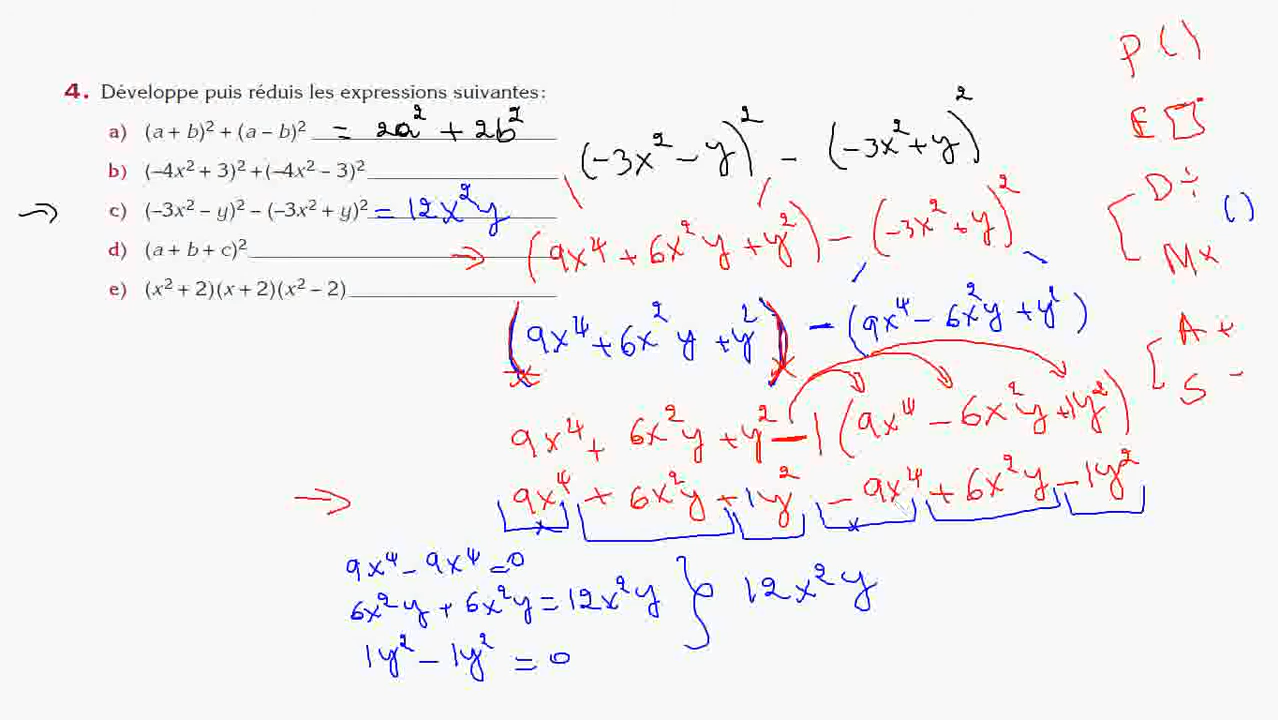 4. Développe puis réduis les expressions suivantes:
a) (a + b)² + (a – b)² = 2a² + 2b²
b) (–4x² + 3)² +(–4x² – 3)²
c) (–3x² – y)² – (–3x² + y)² = 12x²y
d) (a + b + c)²
e) (x² + 2)(x + 2)(x² – 2)
(-3x² - y)² - (-3x² + y)²
(9x⁴ + 6x²y + y²) - (-3x² + y)²
(9x⁴ + 6x²y + y²) - (9x⁴ - 6x²y + y²)
9x⁴ + 6x²y + y² - 1(9x⁴ - 6x²y + 1y²)
9x⁴ + 6x²y + 1y² - 9x⁴ + 6x²y - 1y²
9x⁴ - 9x⁴ = 0
6x²y + 6x²y = 12x²y } 12x²y
1y² - 1y² = 0
P ( )
E □
D ÷
( )
M x
A +
S -